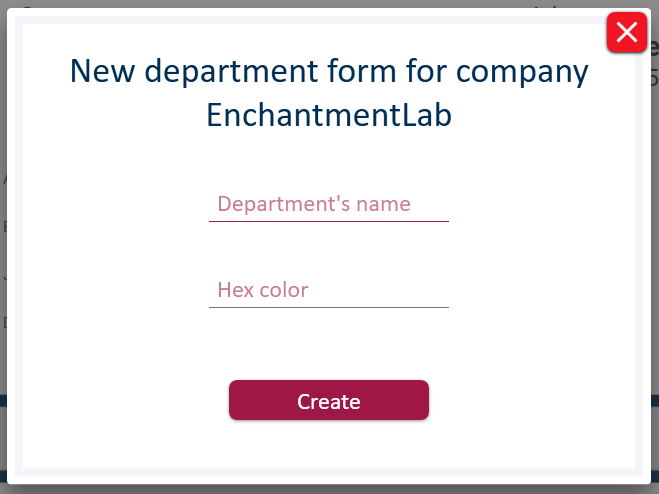 New department form for company
EnchantmentLab
Department's name
Hex color
Create